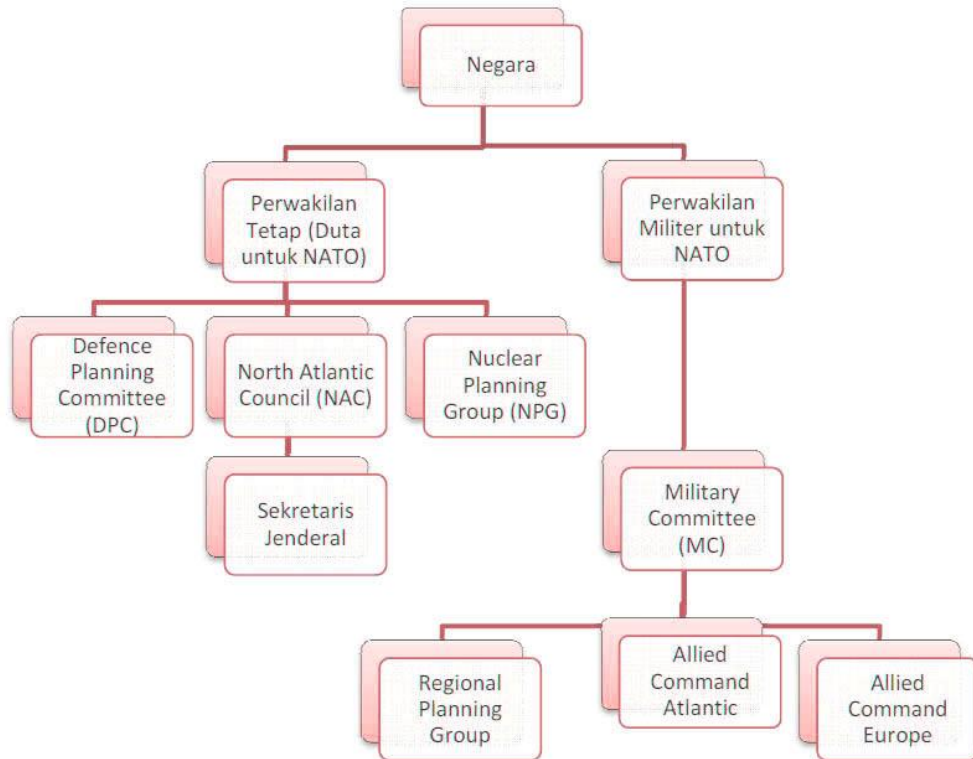 Negara
Perwakilan
Tetap (Duta
untuk NATO)
Perwakilan
Militer untuk
NATO
Defence
Planning
Committee
(DPC)
North Atlantic
Council (NAC)
Nuclear
Planning
Group (NPG)
Sekretaris
Jenderal
Military
Committee
(MC)
Regional
Planning
Group
Allied
Command
Atlantic
Allied
Command
Europe